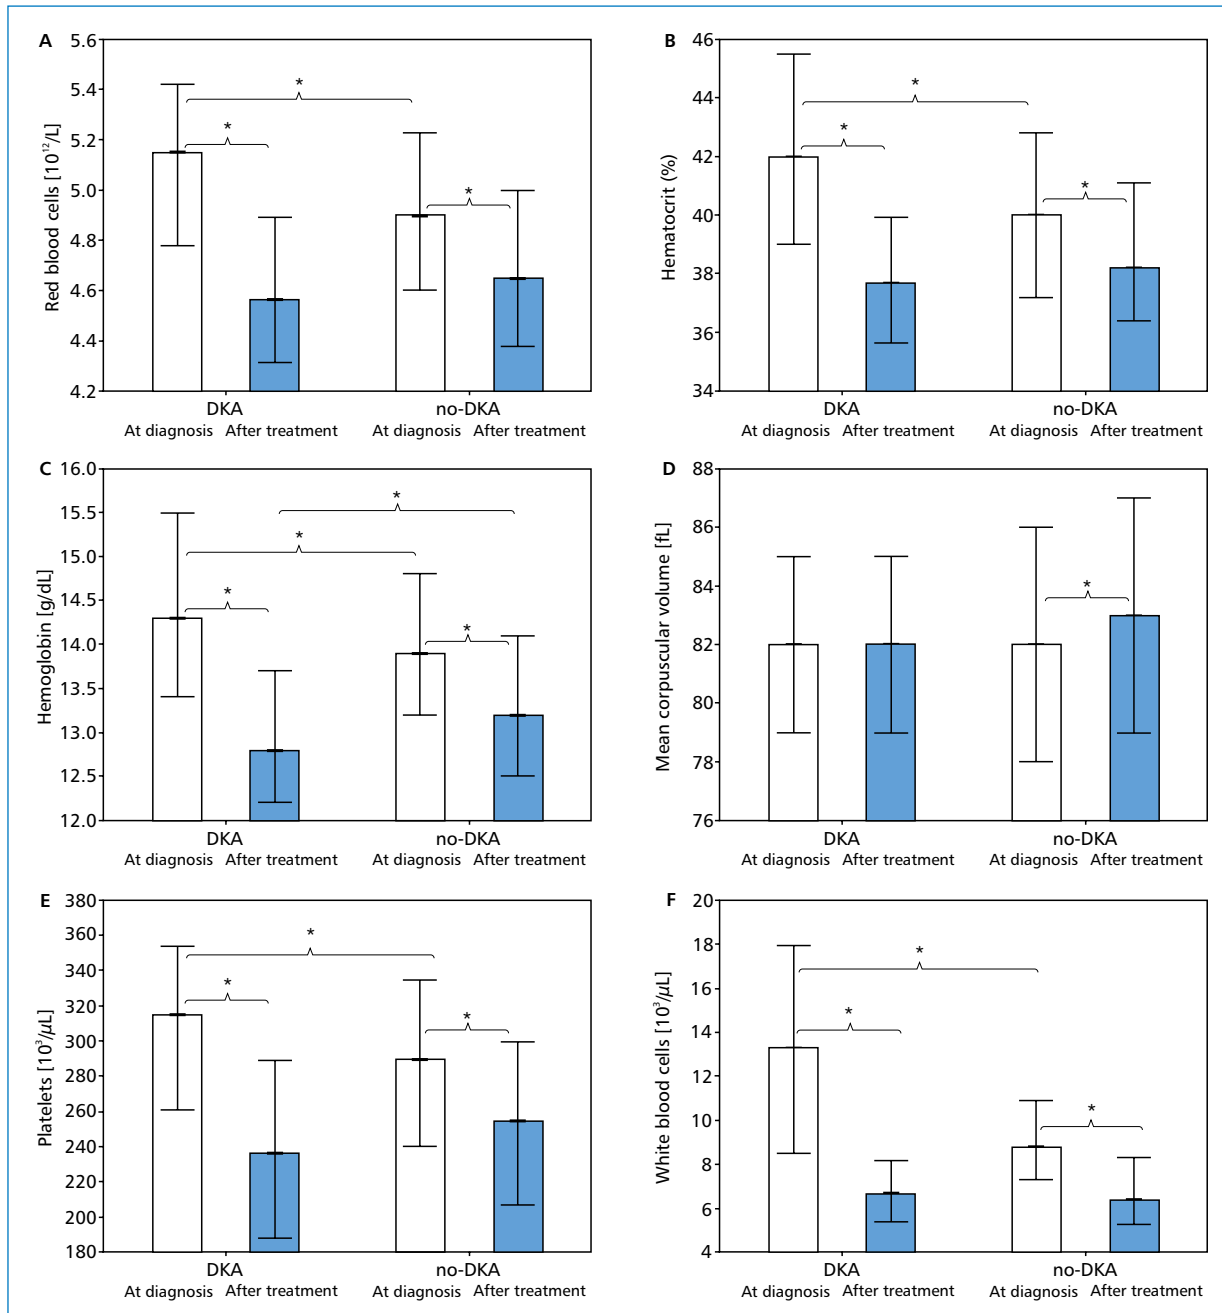 A
5.6
5.4
5.2
5.0
4.8
4.6
4.4
4.2
Red blood cells [10¹²/L]
*
*
*
DKA
no-DKA
At diagnosis After treatment At diagnosis After treatment
B
46
44
42
40
38
36
34
Hematocrit (%)
*
*
*
DKA
no-DKA
At diagnosis After treatment At diagnosis After treatment
C
16.0
15.5
15.0
14.5
14.0
13.5
13.0
12.5
12.0
Hemoglobin [g/dL]
*
*
*
*
DKA
no-DKA
At diagnosis After treatment At diagnosis After treatment
D
88
86
84
82
80
78
76
Mean corpuscular volume [fL]
*
DKA
no-DKA
At diagnosis After treatment At diagnosis After treatment
E
380
360
340
320
300
280
260
240
220
200
180
Platelets [10³/µL]
*
*
*
DKA
no-DKA
At diagnosis After treatment At diagnosis After treatment
F
20
18
16
14
12
10
8
6
4
White blood cells [10³/µL]
*
*
*
DKA
no-DKA
At diagnosis After treatment At diagnosis After treatment